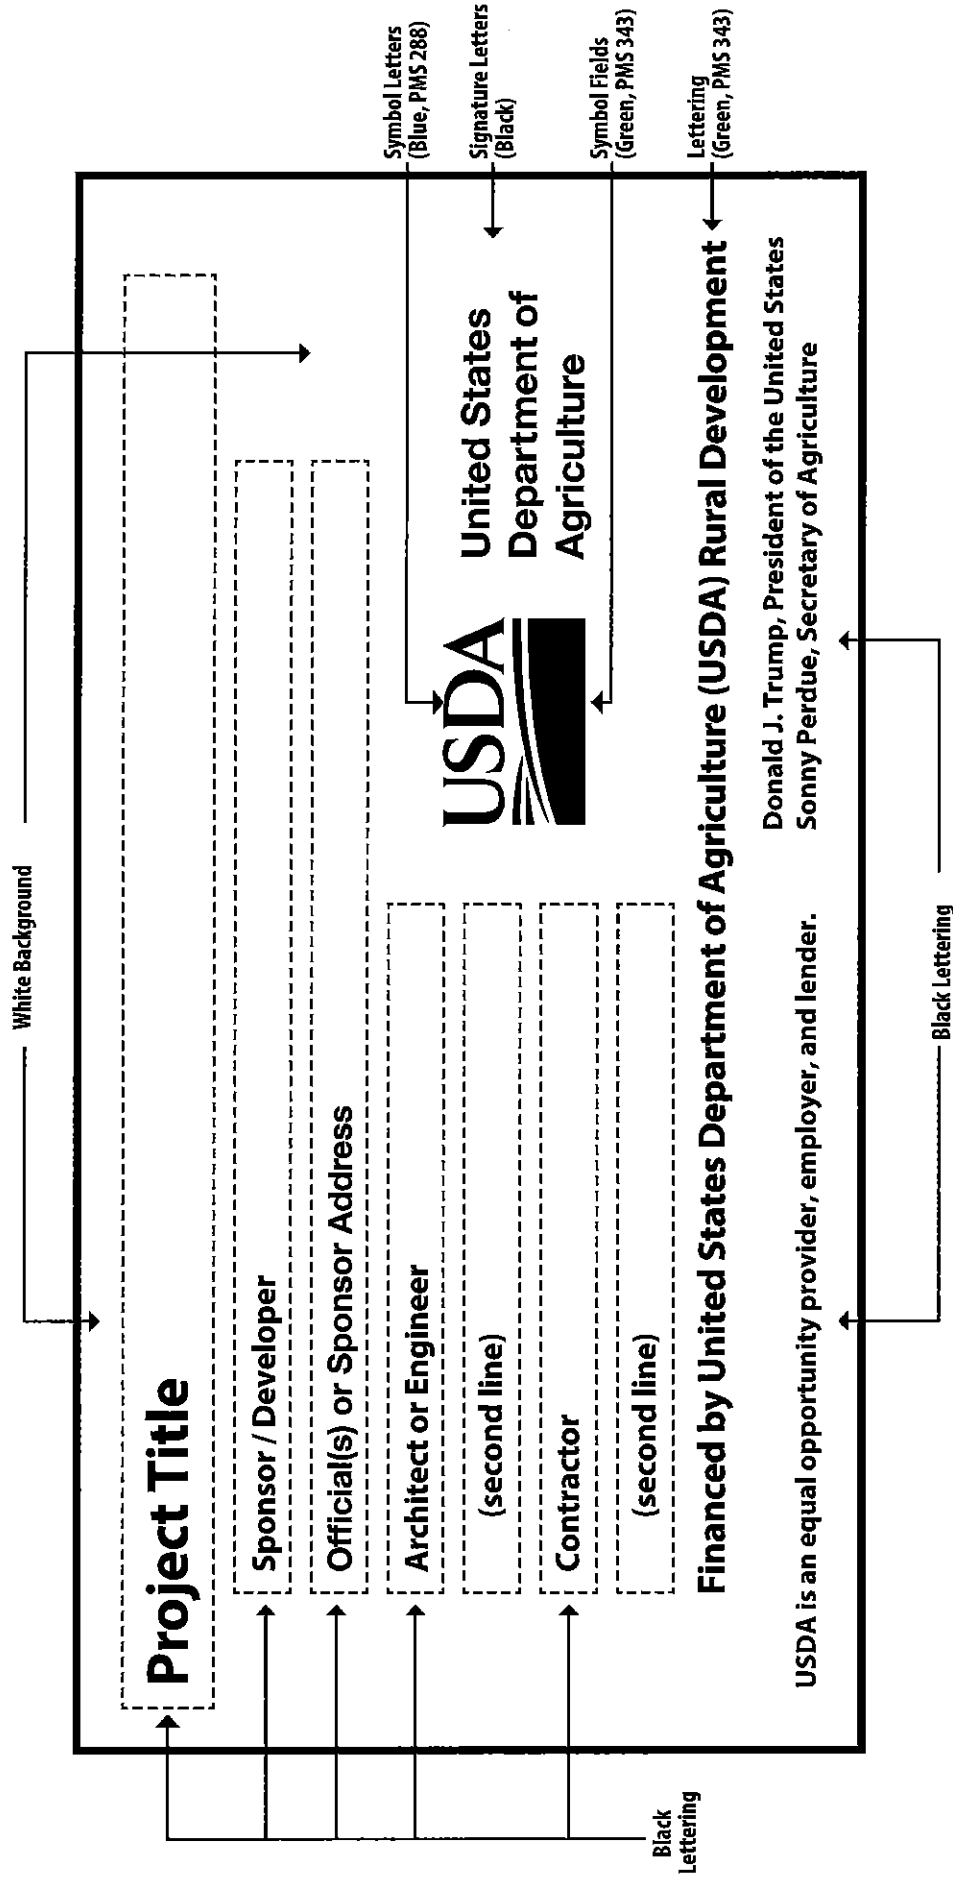 White Background
Project Title
Sponsor / Developer
Official(s) or Sponsor Address
Architect or Engineer
(second line)
Contractor
(second line)
USDA
United States
Department of
Agriculture
Symbol Letters
(Blue, PMS 288)
Signature Letters
(Black)
Symbol Fields
(Green, PMS 343)
Lettering
(Green, PMS 343)
Financed by United States Department of Agriculture (USDA) Rural Development
USDA is an equal opportunity provider, employer, and lender.
Donald J. Trump, President of the United States
Sonny Perdue, Secretary of Agriculture
Black
Lettering
Black Lettering